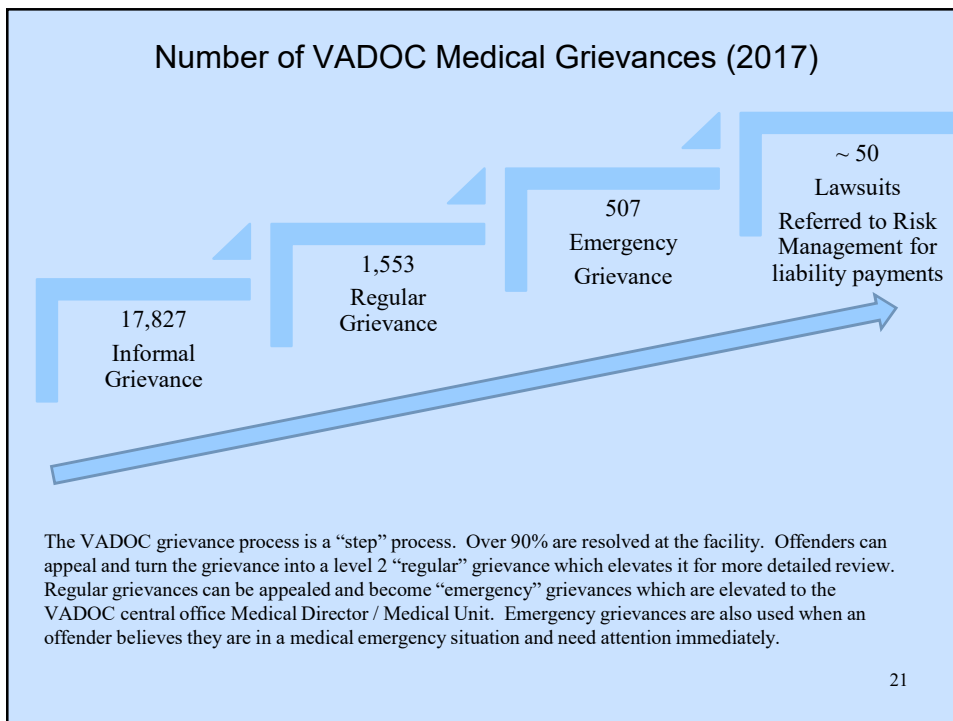 Number of VADOC Medical Grievances (2017)
17,827
Informal
Grievance
1,553
Regular
Grievance
507
Emergency
Grievance
~ 50
Lawsuits
Referred to Risk
Management for
liability payments
The VADOC grievance process is a “step” process.  Over 90% are resolved at the facility.  Offenders can
appeal and turn the grievance into a level 2 “regular” grievance which elevates it for more detailed review.
Regular grievances can be appealed and become “emergency” grievances which are elevated to the
VADOC central office Medical Director / Medical Unit.  Emergency grievances are also used when an
offender believes they are in a medical emergency situation and need attention immediately.
21